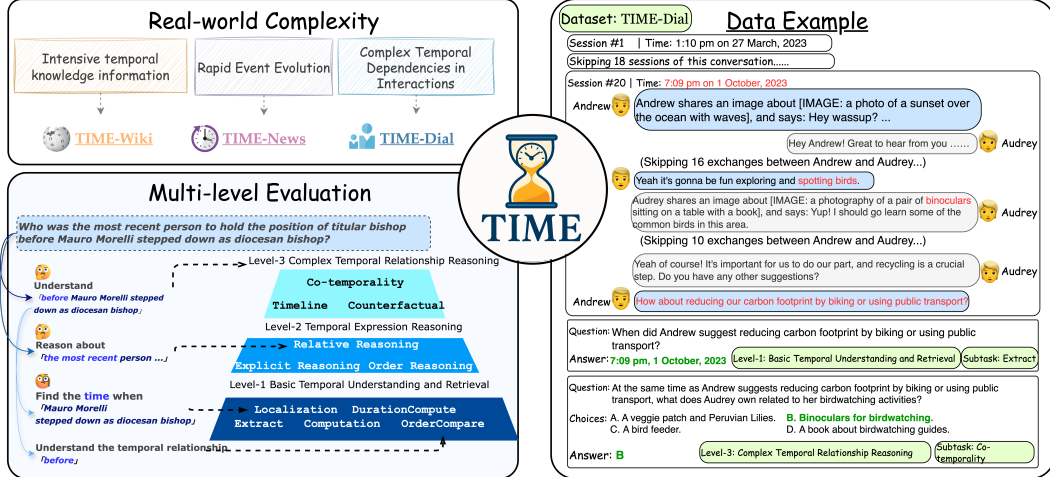 Real-world Complexity
Intensive temporal
knowledge information
Rapid Event Evolution
Complex Temporal
Dependencies in
Interactions
TIME-Wiki
TIME-News
TIME-Dial
Multi-level Evaluation
Who was the most recent person to hold the position of titular bishop
before Mauro Morelli stepped down as diocesan bishop?
Level-3 Complex Temporal Relationship Reasoning
Co-temporality
Timeline Counterfactual
Level-2 Temporal Expression Reasoning
Relative Reasoning
Explicit Reasoning Order Reasoning
Level-1 Basic Temporal Understanding and Retrieval
Localization DurationCompute
Extract Computation OrderCompare
Understand
「before Mauro Morelli stepped
down as diocesan bishop」
Reason about
「the most recent person ...」
Find the time when
「Mauro Morelli
stepped down as diocesan bishop」
Understand the temporal relationship
「before」
TIME
Dataset: TIME-Dial
Data Example
Session #1 | Time: 1:10 pm on 27 March, 2023
Skipping 18 sessions of this conversation......
Session #20 | Time: 7:09 pm on 1 October, 2023
Andrew
Andrew shares an image about [IMAGE: a photo of a sunset over
the ocean with waves], and says: Hey wassup? ...
Hey Andrew! Great to hear from you ......
Audrey
(Skipping 16 exchanges between Andrew and Audrey...)
Yeah it's gonna be fun exploring and spotting birds.
Audrey shares an image about [IMAGE: a photography of a pair of binoculars
sitting on a table with a book], and says: Yup! I should go learn some of the
common birds in this area.
Audrey
(Skipping 10 exchanges between Andrew and Audrey...)
Yeah of course! It's important for us to do our part, and recycling is a crucial
step. Do you have any other suggestions?
Audrey
Andrew
How about reducing our carbon footprint by biking or using public transport?
Question: When did Andrew suggest reducing carbon footprint by biking or using public
transport?
Answer: 7:09 pm, 1 October, 2023
Level-1: Basic Temporal Understanding and Retrieval
Subtask: Extract
Question: At the same time as Andrew suggests reducing carbon footprint by biking or using public
transport, what does Audrey own related to her birdwatching activities?
Choices: A. A veggie patch and Peruvian Lilies. B. Binoculars for birdwatching.
C. A bird feeder. D. A book about birdwatching guides.
Answer: B
Level-3: Complex Temporal Relationship Reasoning
Subtask: Co-
temporality